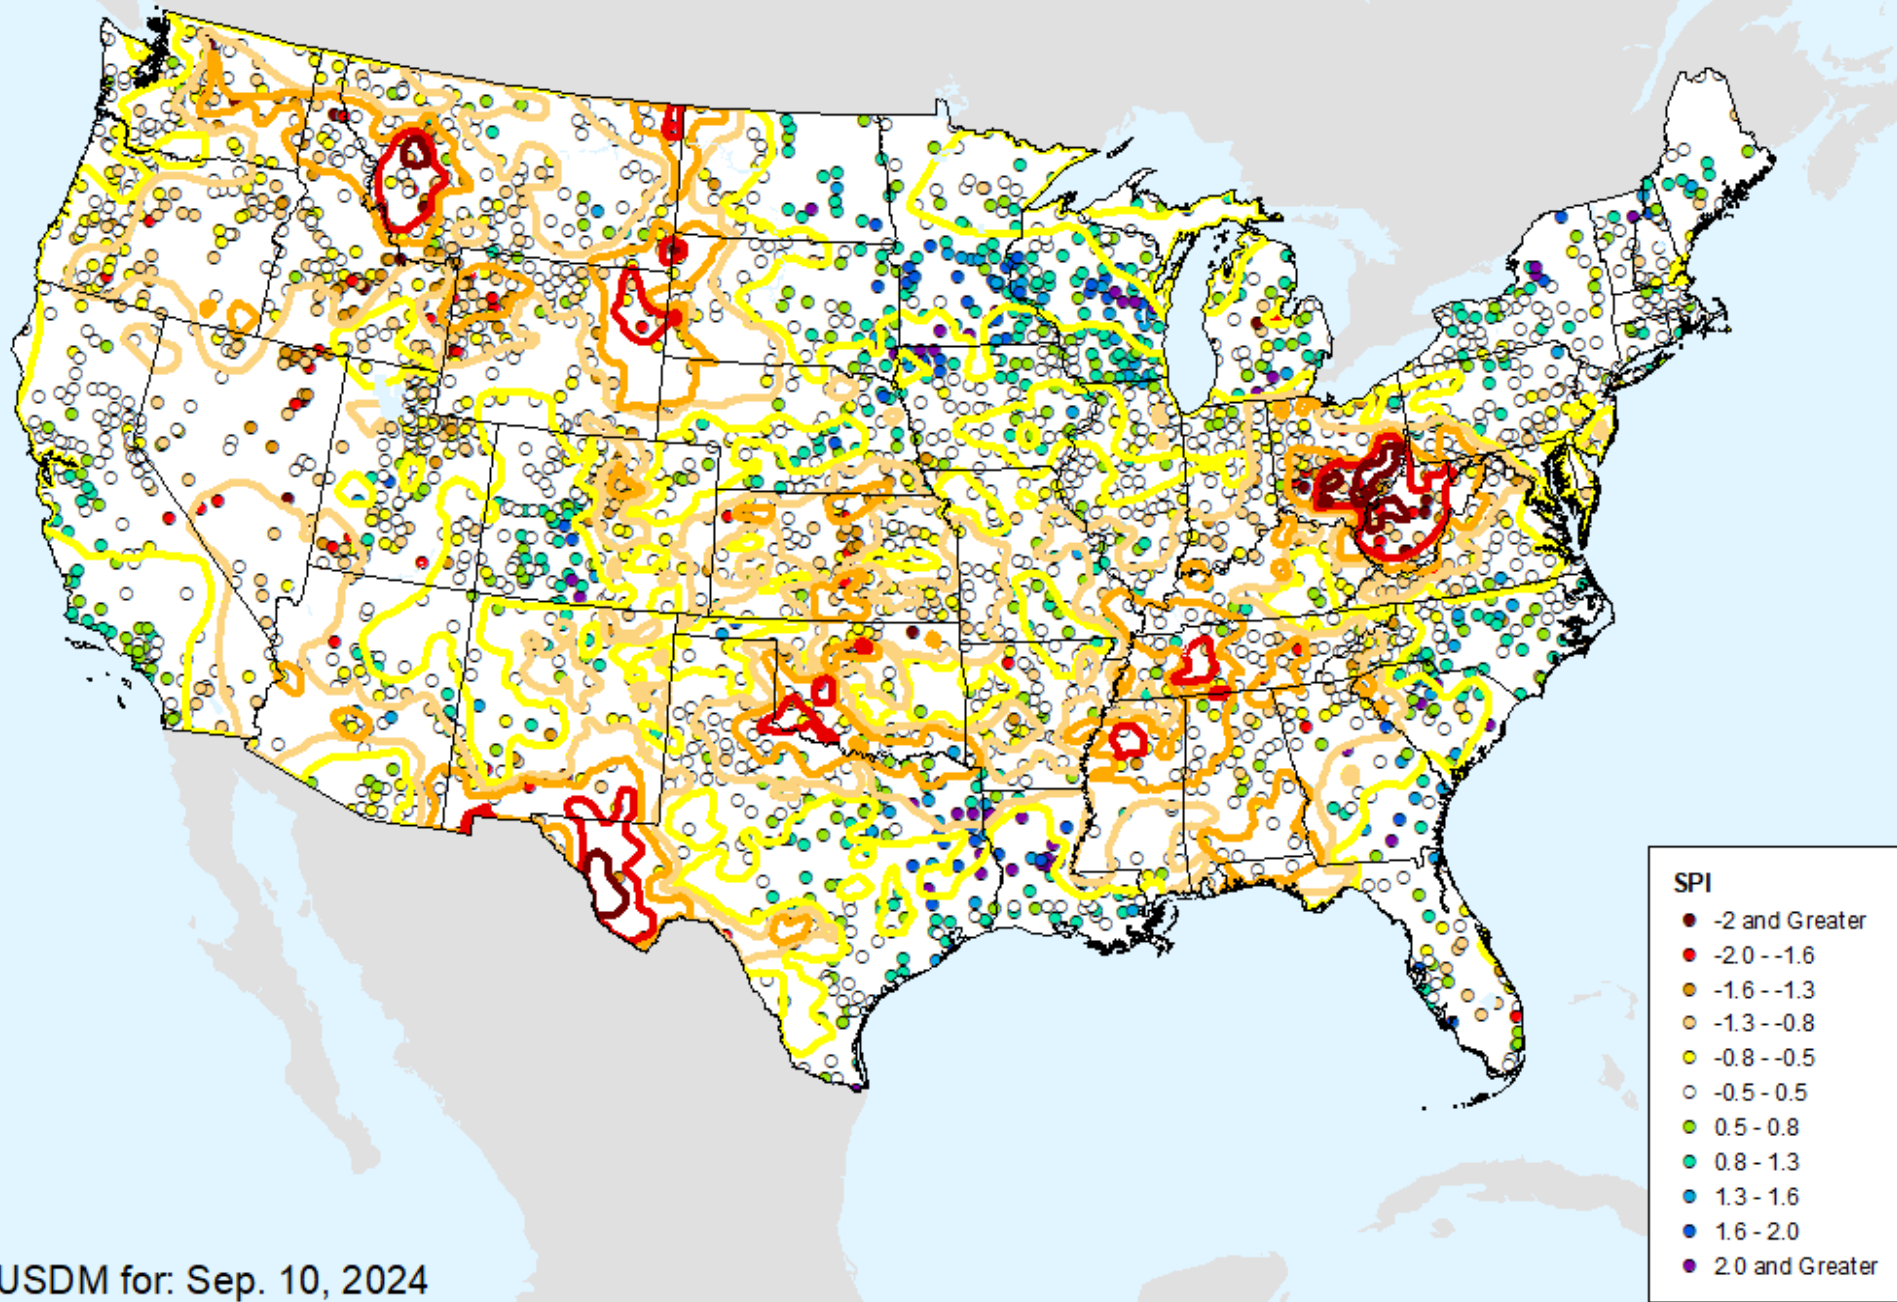 SPI
-2 and Greater
-2.0 - -1.6
-1.6 - -1.3
-1.3 - -0.8
-0.8 - -0.5
-0.5 - 0.5
0.5 - 0.8
0.8 - 1.3
1.3 - 1.6
1.6 - 2.0
2.0 and Greater
USDM for: Sep. 10, 2024